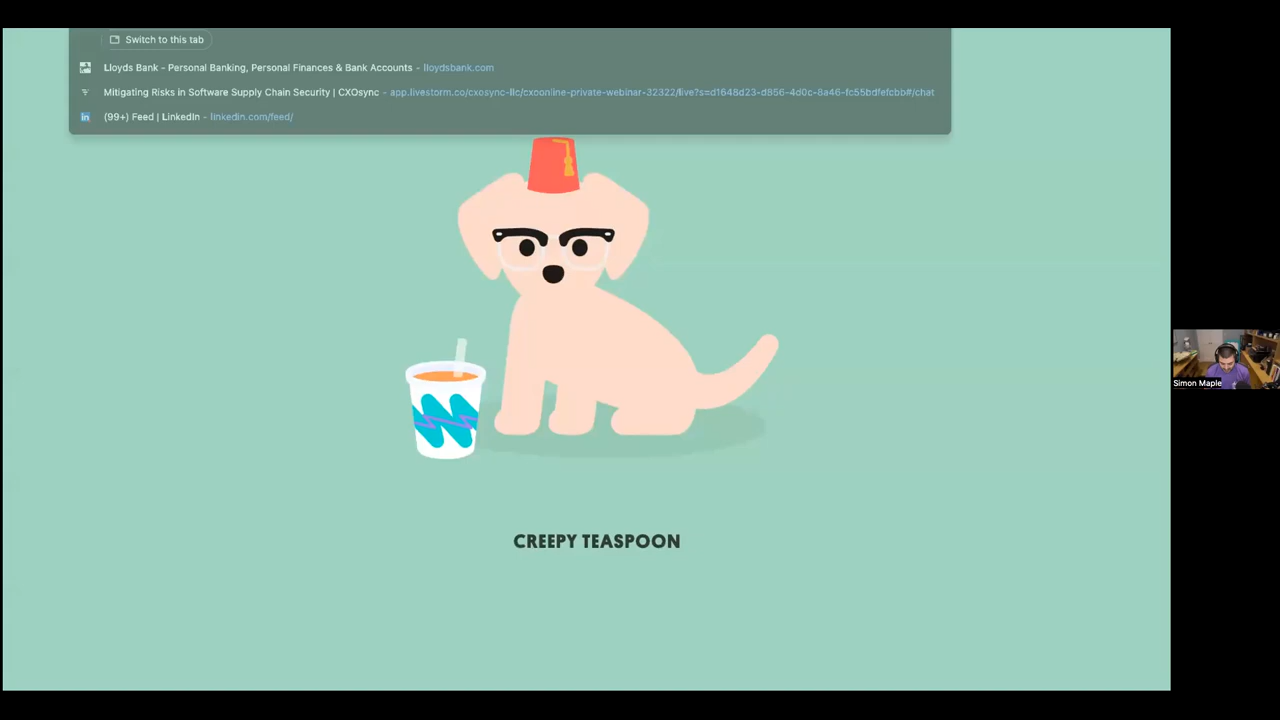 Switch to this tab
Lloyds Bank - Personal Banking, Personal Finances & Bank Accounts - lloydsbank.com
Mitigating Risks in Software Supply Chain Security | CXOsync - app.livestorm.co/cxosync-llc/cxoonline-private-webinar-32322/live?s=d1648d23-d856-4d0c-8a46-fc55bdfefcbb#/chat
(99+) Feed | LinkedIn - linkedin.com/feed/
Simon Maple
CREEPY TEASPOON